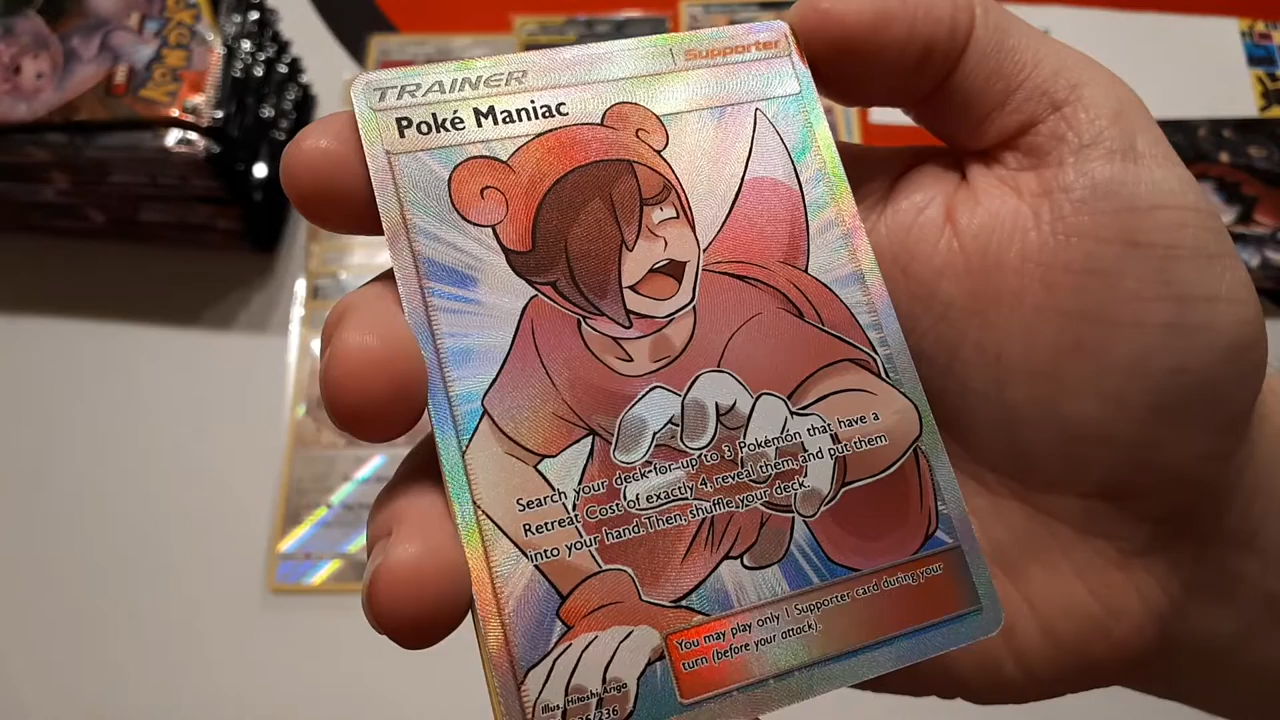 Pokémon
Supporter
TRAINER
Poké Maniac
Search your deck for up to 3 Pokémon that have a
Retreat Cost of exactly 4, reveal them, and put them
into your hand. Then, shuffle your deck.
You may play only 1 Supporter card during your
turn (before your attack).
Illus. Hitoshi Ariga
/236